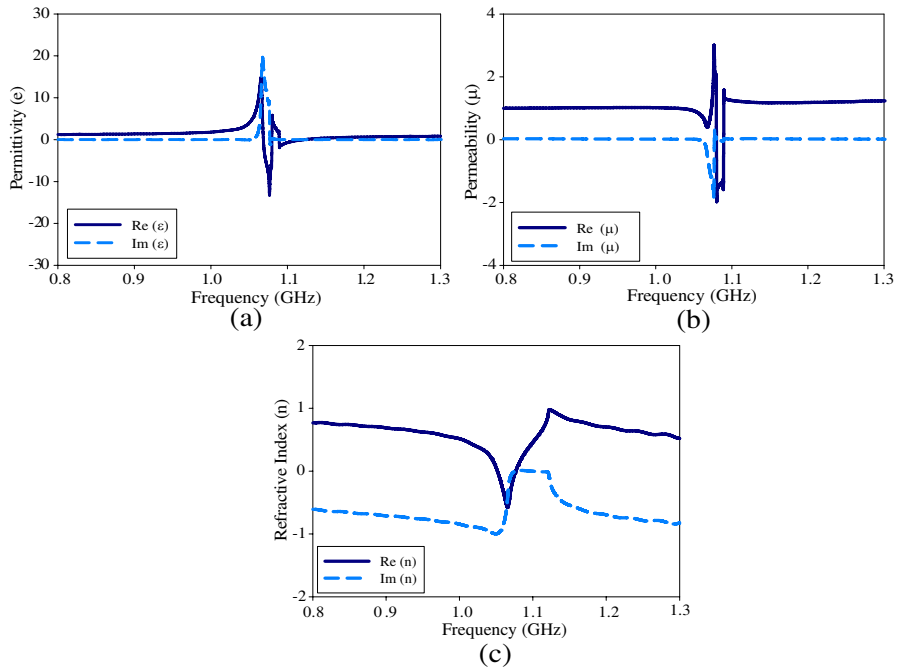 30
20
10
0
-10
-20
-30
Permittivity (e)
Re (ε)
Im (ε)
0.8 0.9 1.0 1.1 1.2 1.3
Frequency (GHz)
(a)
4
2
0
-2
-4
Permeability (μ)
Re (μ)
Im (μ)
0.8 0.9 1.0 1.1 1.2 1.3
Frequency (GHz)
(b)
2
1
0
-1
-2
Refractive Index (n)
Re (n)
Im (n)
0.8 0.9 1.0 1.1 1.2 1.3
Frequency (GHz)
(c)